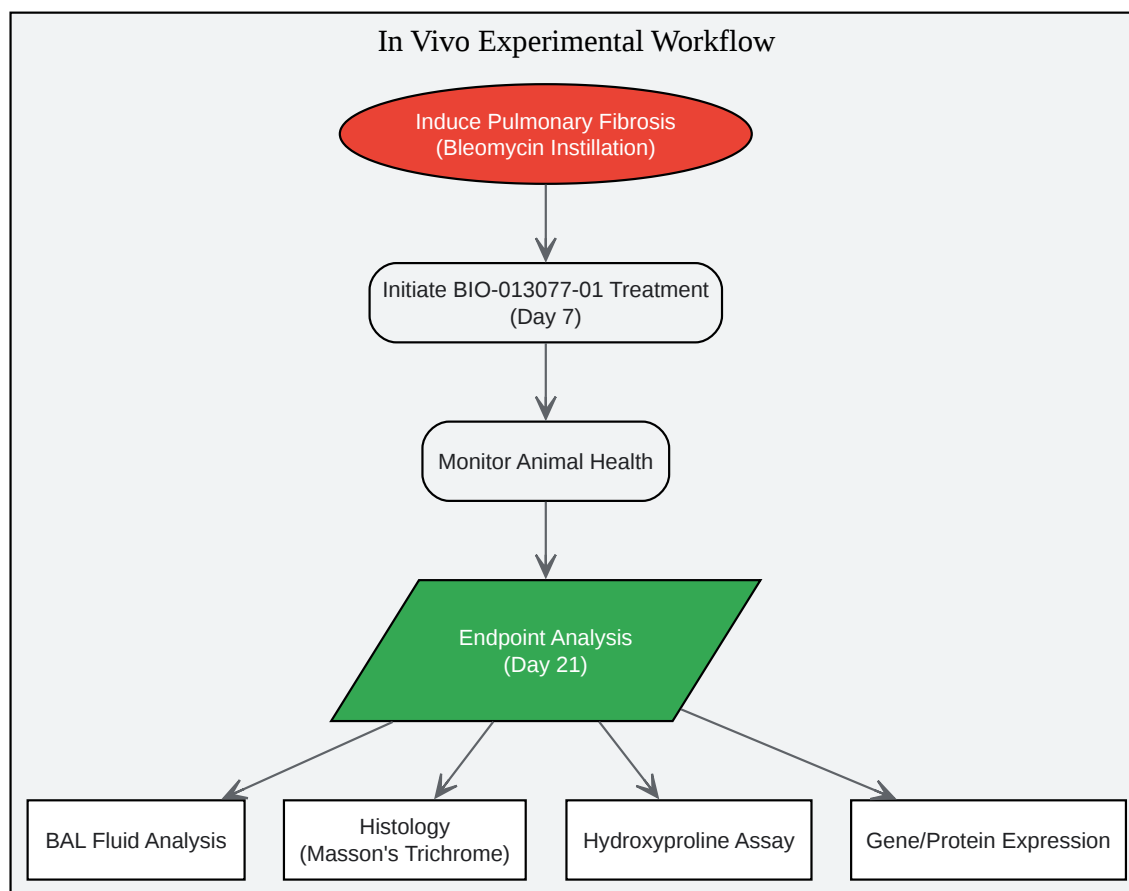 In Vivo Experimental Workflow
Induce Pulmonary Fibrosis
(Bleomycin Instillation)
Initiate BIO-013077-01 Treatment
(Day 7)
Monitor Animal Health
Endpoint Analysis
(Day 21)
BAL Fluid Analysis
Histology
(Masson's Trichrome)
Hydroxyproline Assay
Gene/Protein Expression